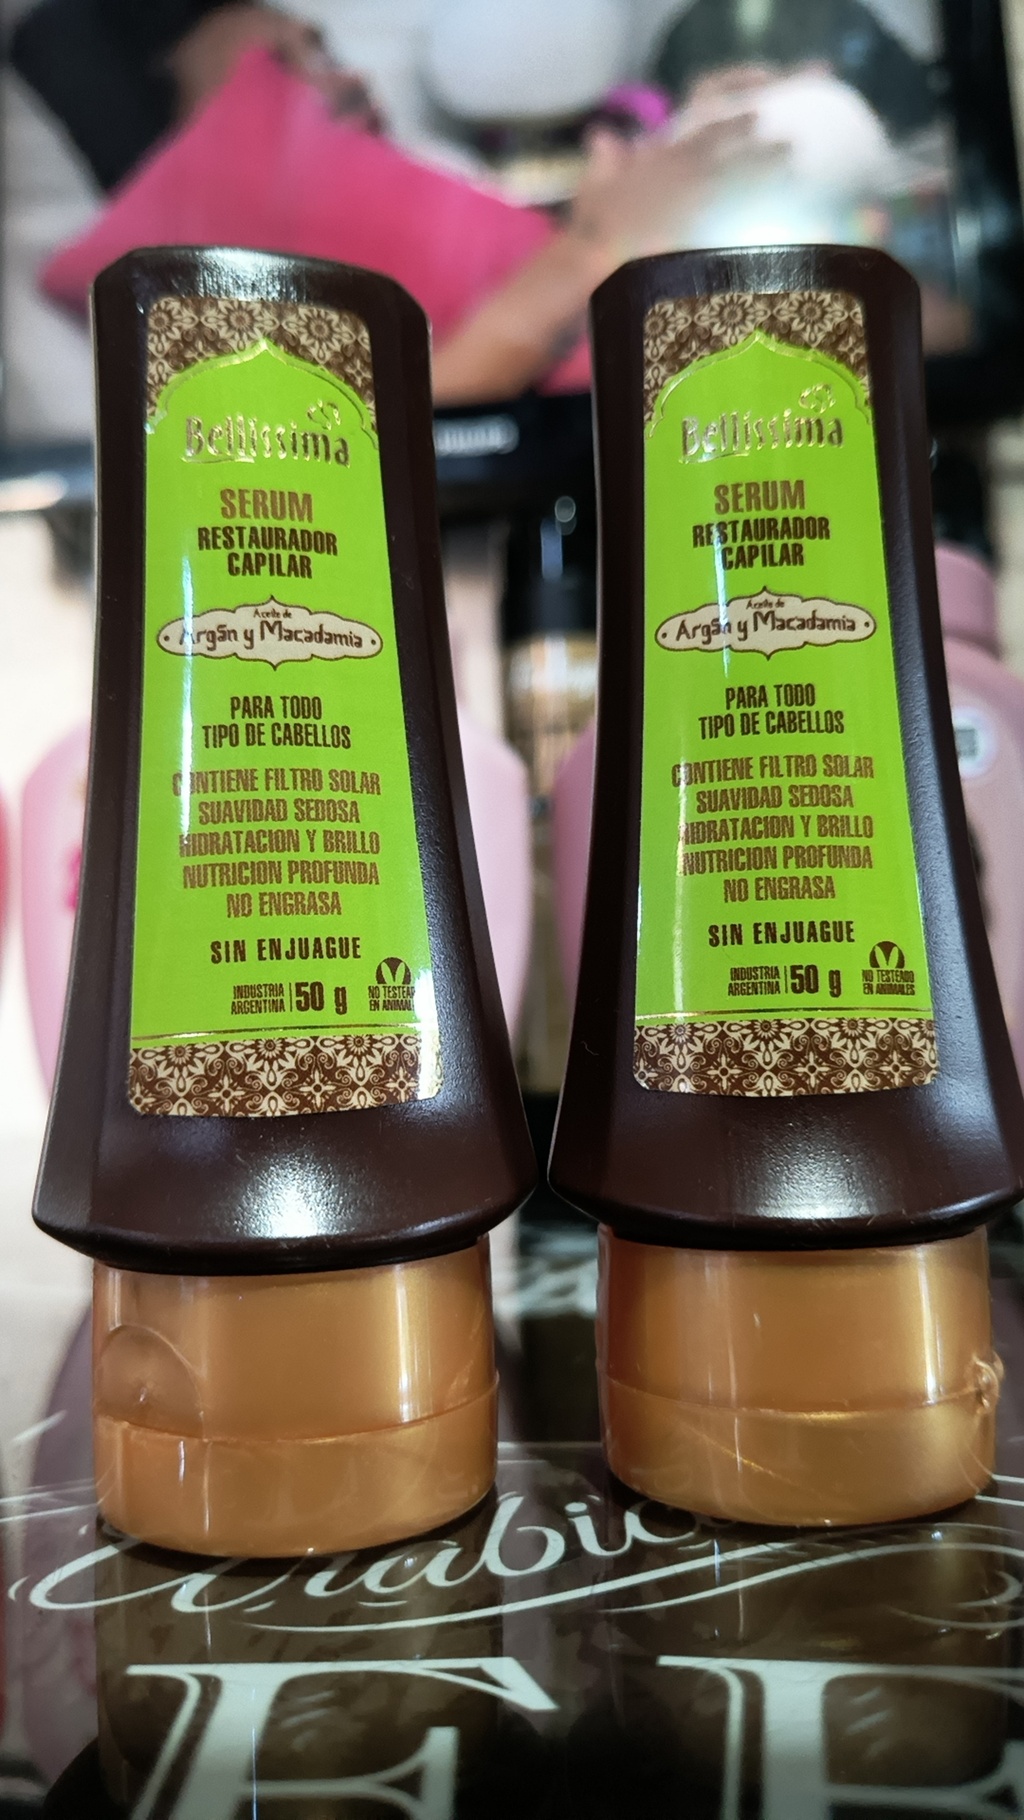 Bellissima
SERUM
RESTAURADOR
CAPILAR
Aceite de
Argán y Macadamia
PARA TODO
TIPO DE CABELLOS
CONTIENE FILTRO SOLAR
SUAVIDAD SEDOSA
HIDRATACION Y BRILLO
NUTRICION PROFUNDA
NO ENGRASA
SIN ENJUAGUE
INDUSTRIA
ARGENTINA
50 g
NO TESTEADO
EN ANIMALES
Bellissima
SERUM
RESTAURADOR
CAPILAR
Aceite de
Argán y Macadamia
PARA TODO
TIPO DE CABELLOS
CONTIENE FILTRO SOLAR
SUAVIDAD SEDOSA
HIDRATACION Y BRILLO
NUTRICION PROFUNDA
NO ENGRASA
SIN ENJUAGUE
INDUSTRIA
ARGENTINA
50 g
NO TESTEADO
EN ANIMALES